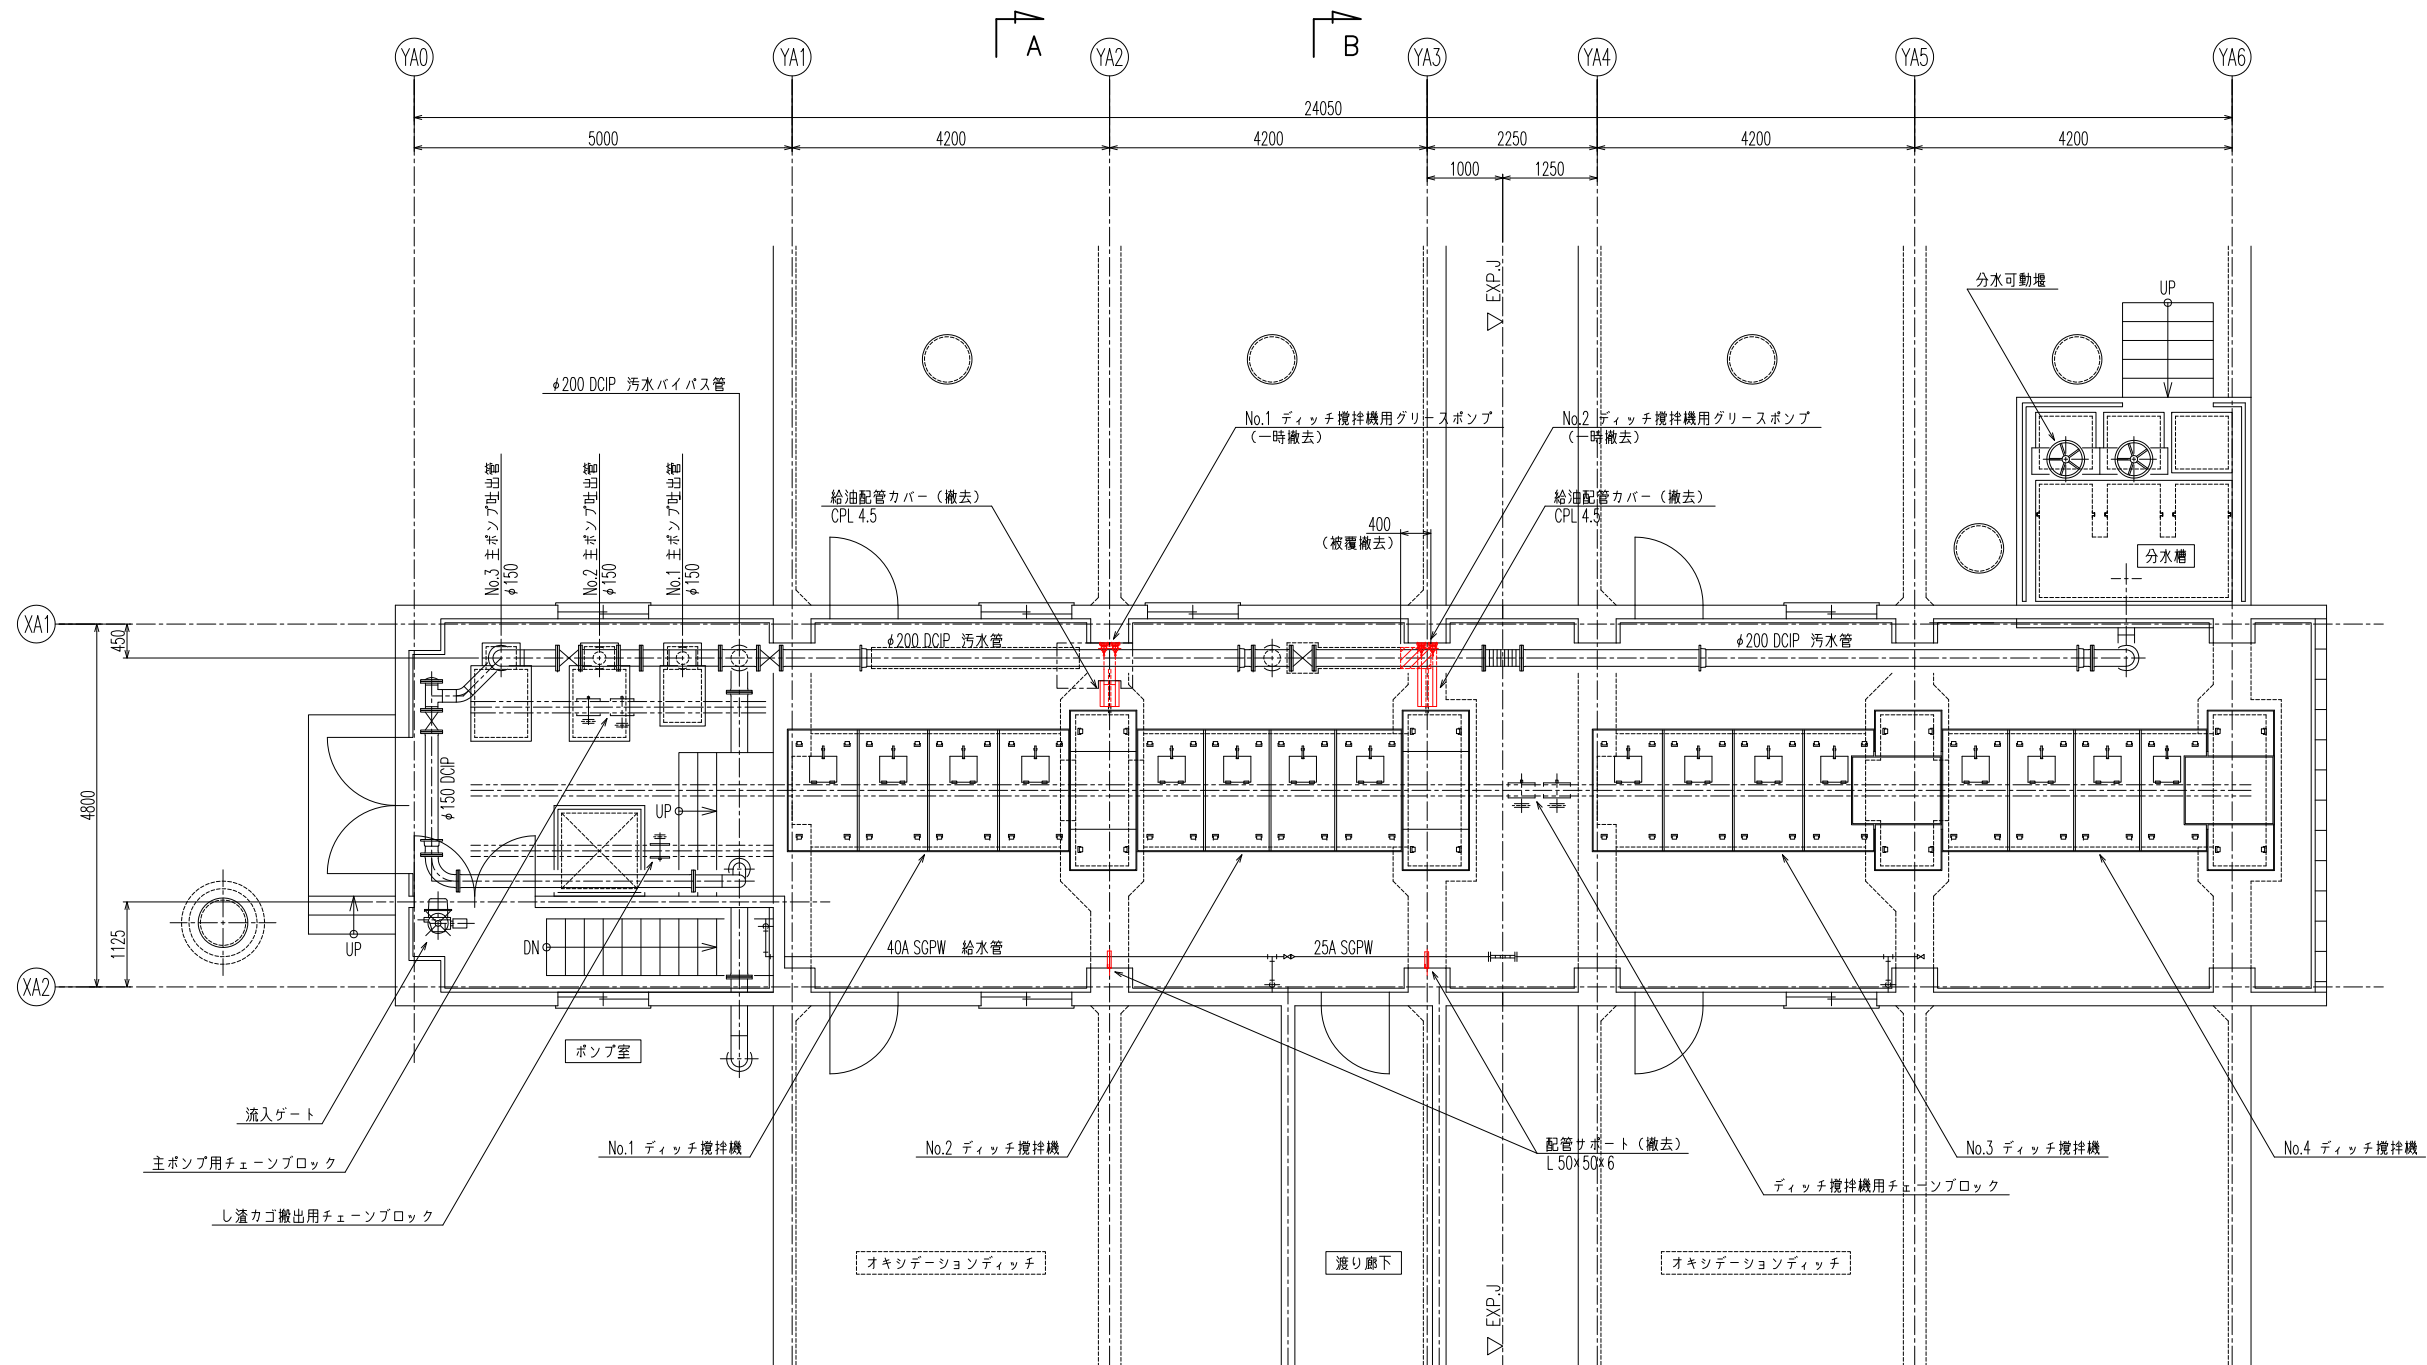 A
B
YA0
YA1
YA2
YA3
YA4
YA5
YA6
24050
5000
4200
4200
2250
4200
4200
1000
1250
▽ EXP.J
分水可動堰
UP
φ200 DCIP 汚水バイパス管
No.1 ディッチ攪拌機用グリースポンプ
（一時撤去）
No.2 ディッチ攪拌機用グリースポンプ
（一時撤去）
No.3 主ポンプ吐出管
φ150
No.2 主ポンプ吐出管
φ150
No.1 主ポンプ吐出管
φ150
給油配管カバー（撤去）
CPL 4.5
400
（被覆撤去）
給油配管カバー（撤去）
CPL 4.5
分水槽
XA1
450
φ200 DCIP 汚水管
φ200 DCIP 汚水管
4800
φ150 DCIP
UP
1125
UP
DN
40A SGPW 給水管
25A SGPW
XA2
ポンプ室
流入ゲート
主ポンプ用チェーンブロック
し渣カゴ搬出用チェーンブロック
No.1 ディッチ攪拌機
No.2 ディッチ攪拌機
配管サポート（撤去）
L 50×50×6
No.3 ディッチ攪拌機
No.4 ディッチ攪拌機
ディッチ攪拌機用チェーンブロック
オキシデーションディッチ
渡り廊下
オキシデーションディッチ
▽ EXP.J